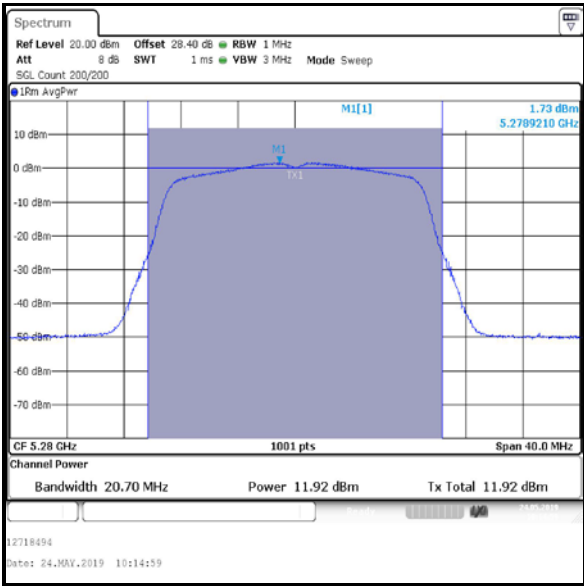 Spectrum
Ref Level 20.00 dBm Offset 28.40 dB RBW 1 MHz
Att 8 dB SWT 1 ms VBW 3 MHz Mode Sweep
SGL Count 200/200
1Rm AvgPwr
M1[1] 1.73 dBm
5.2789210 GHz
10 dBm
M1
0 dBm
TX1
-10 dBm
-20 dBm
-30 dBm
-40 dBm
-50 dBm
-60 dBm
-70 dBm
CF 5.28 GHz 1001 pts Span 40.0 MHz
Channel Power
Bandwidth 20.70 MHz Power 11.92 dBm Tx Total 11.92 dBm
Ready 24.05.2019
12718494
Date: 24.MAY.2019 10:14:59